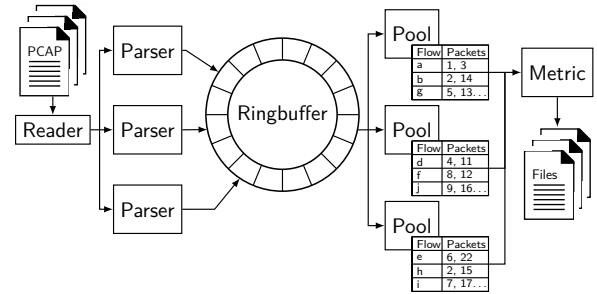 PCAP
Reader
Parser
Parser
Parser
Ringbuffer
Pool
Flow Packets
a 1, 3
b 2, 14
g 5, 13...
Pool
Flow Packets
d 4, 11
f 8, 12
j 9, 16...
Pool
Flow Packets
e 6, 22
h 2, 15
i 7, 17...
Metric
Files